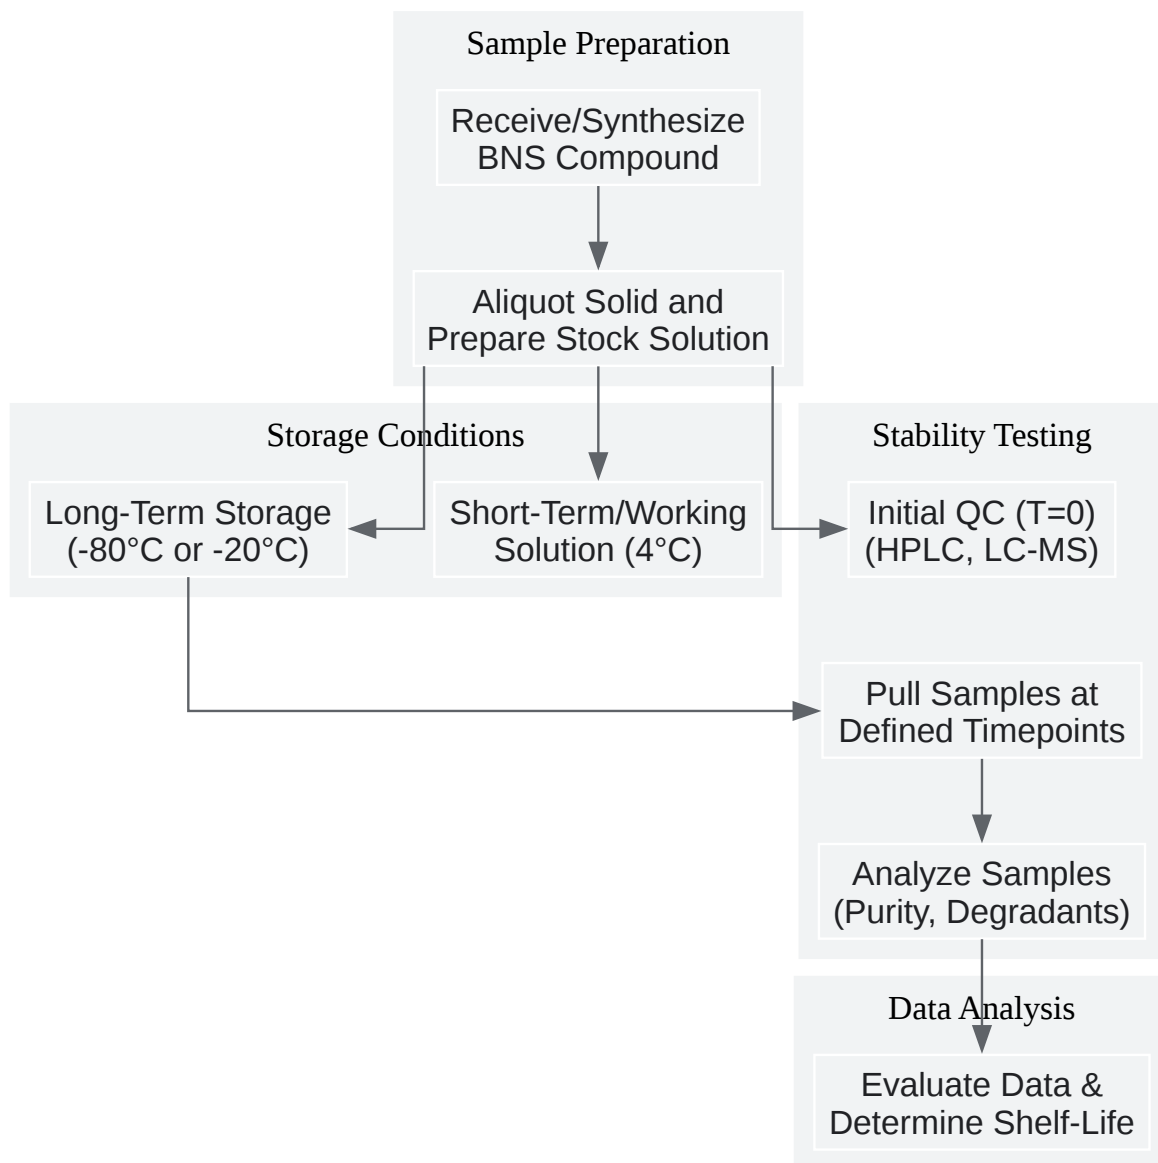 Sample Preparation
Receive/Synthesize
BNS Compound
Aliquot Solid and
Prepare Stock Solution
Storage Conditions
Long-Term Storage
(-80°C or -20°C)
Short-Term/Working
Solution (4°C)
Stability Testing
Initial QC (T=0)
(HPLC, LC-MS)
Pull Samples at
Defined Timepoints
Analyze Samples
(Purity, Degradants)
Data Analysis
Evaluate Data &
Determine Shelf-Life